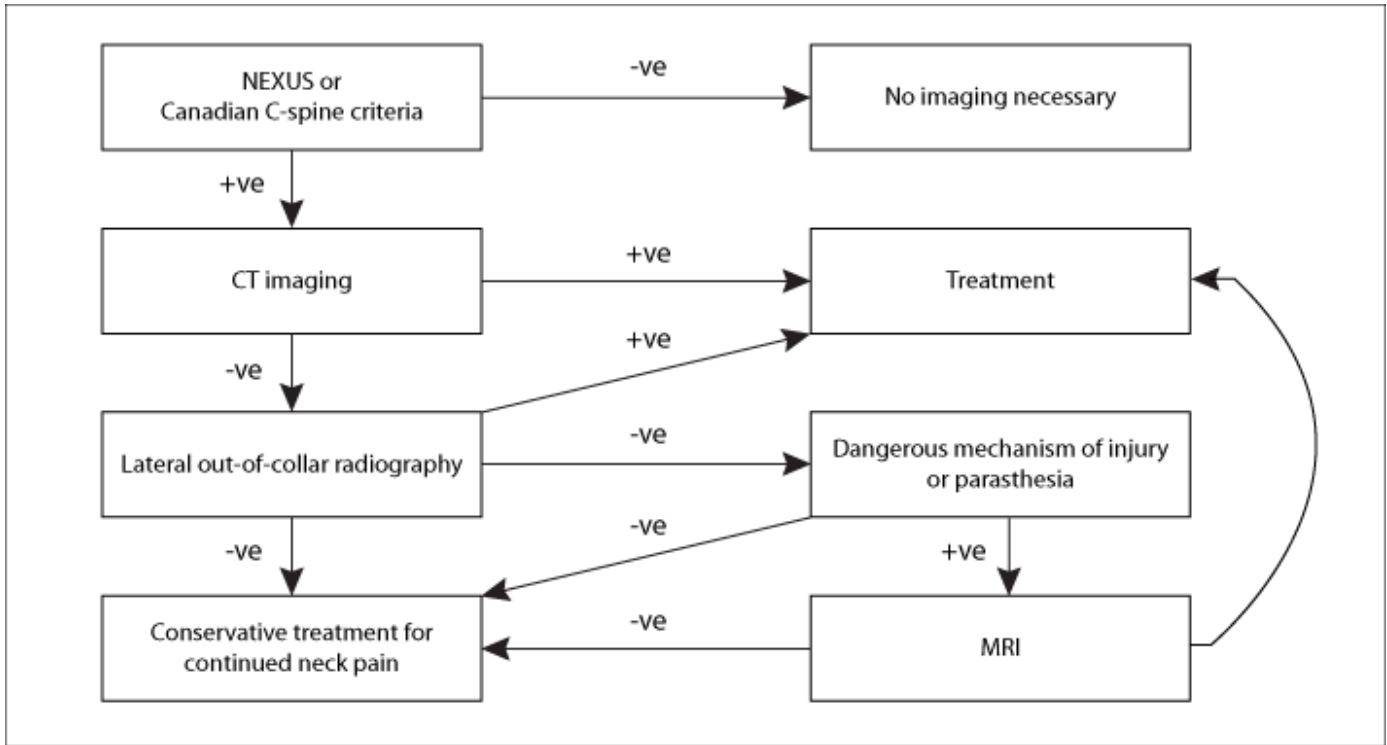 NEXUS or
Canadian C-spine criteria
-ve
No imaging necessary
+ve
CT imaging
+ve
Treatment
+ve
-ve
Lateral out-of-collar radiography
-ve
Dangerous mechanism of injury
or parasthesia
-ve
-ve
+ve
Conservative treatment for
continued neck pain
-ve
MRI